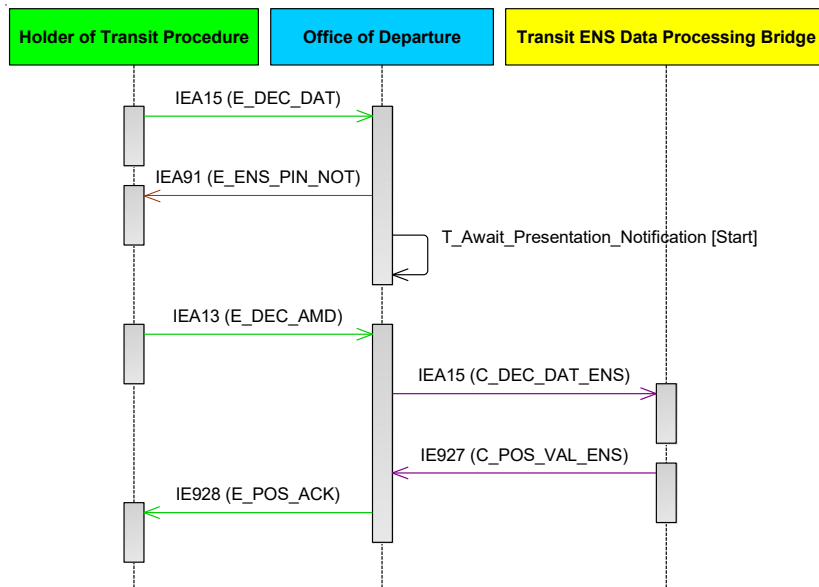 Holder of Transit Procedure
Office of Departure
Transit ENS Data Processing Bridge
IEA15 (E_DEC_DAT)
IEA91 (E_ENS_PIN_NOT)
T_Await_Presentation_Notification [Start]
IEA13 (E_DEC_AMD)
IEA15 (C_DEC_DAT_ENS)
IE927 (C_POS_VAL_ENS)
IE928 (E_POS_ACK)